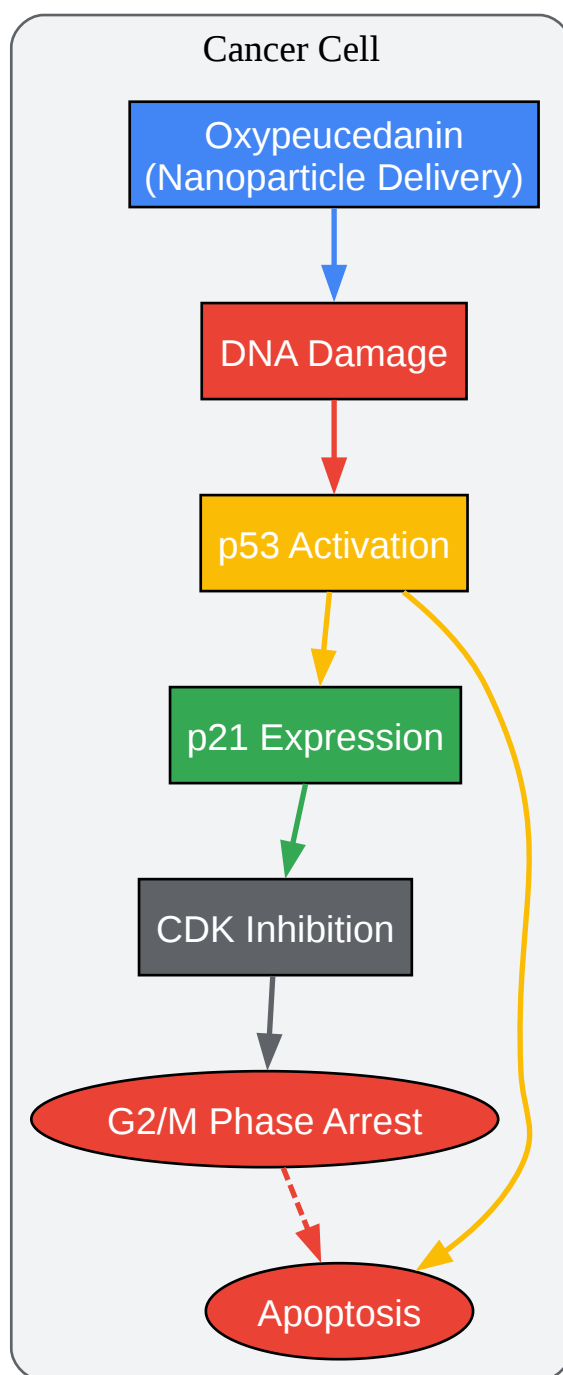 Cancer Cell
Oxypeucedanin
(Nanoparticle Delivery)
DNA Damage
p53 Activation
p21 Expression
CDK Inhibition
G2/M Phase Arrest
Apoptosis